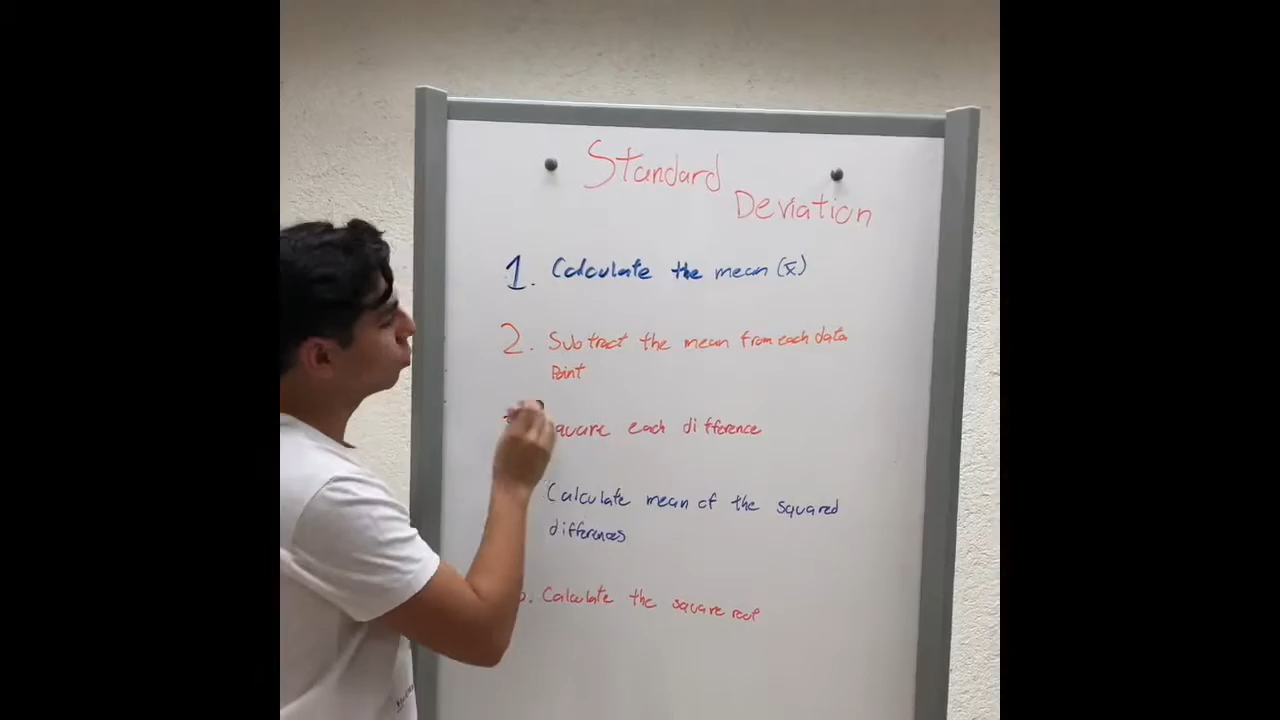 Standard
Deviation
1. Calculate the mean (x̄)
2. Subtract the mean from each data
Point
each difference
Calculate mean of the squared
differences
. Calculate the square root